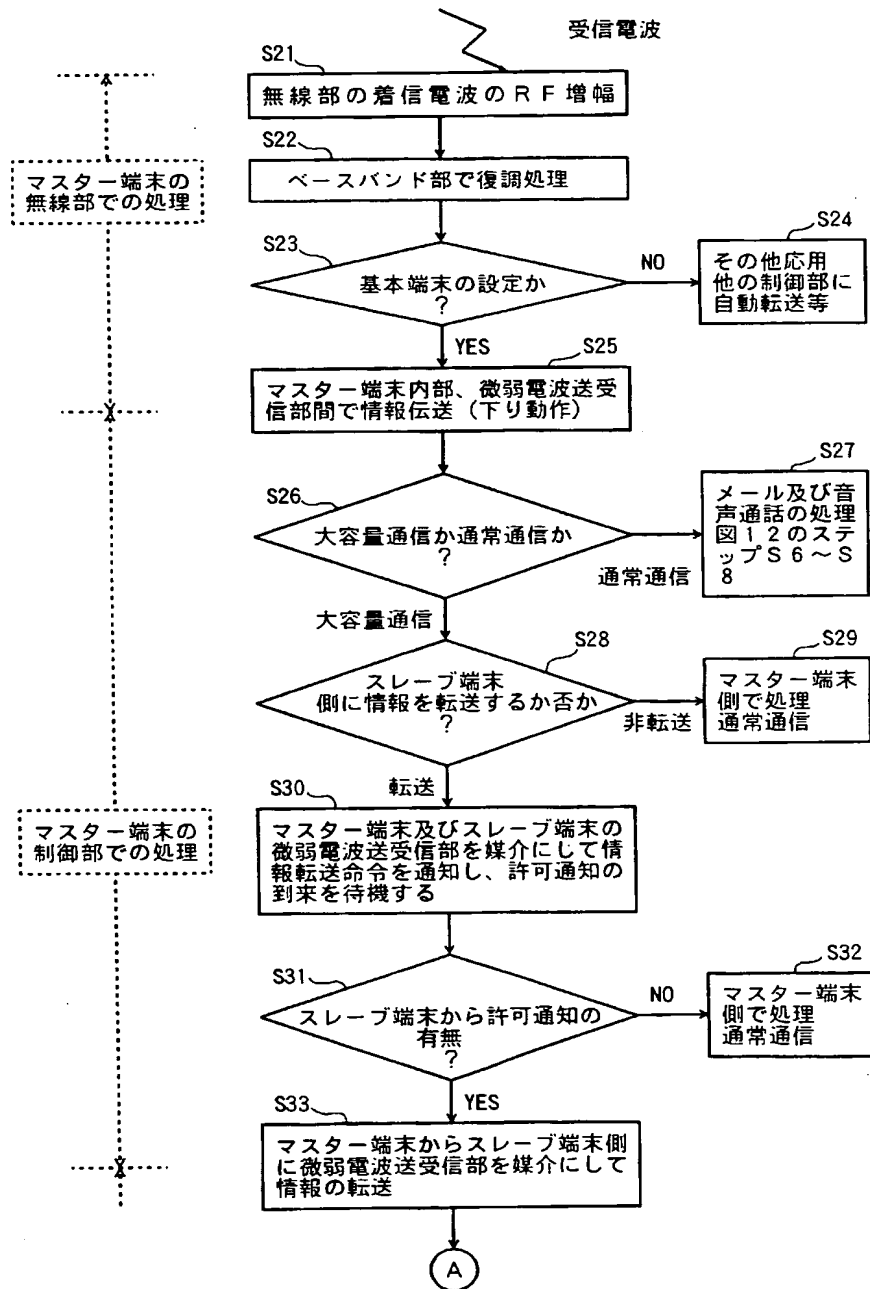 受信電波
S21
無線部の着信電波のRF増幅
S22
ベースバンド部で復調処理
マスター端末の
無線部での処理
S23
基本端末の設定か
?
NO
S24
その他応用
他の制御部に
自動転送等
YES
S25
マスター端末内部、微弱電波送受
信部間で情報伝送(下り動作)
S26
大容量通信か通常通信か
?
通常通信
S27
メール及び音
声通話の処理
図12のステ
ップS6～S
8
大容量通信
S28
スレーブ端末
側に情報を転送するか否か
?
非転送
S29
マスター端末
側で処理
通常通信
転送
S30
マスター端末及びスレーブ端末の
微弱電波送受信部を媒介にして情
報転送命令を通知し、許可通知の
到来を待機する
マスター端末の
制御部での処理
S31
スレーブ端末から許可通知の
有無
?
NO
S32
マスター端末
側で処理
通常通信
YES
S33
マスター端末からスレーブ端末側
に微弱電波送受信部を媒介にして
情報の転送
A